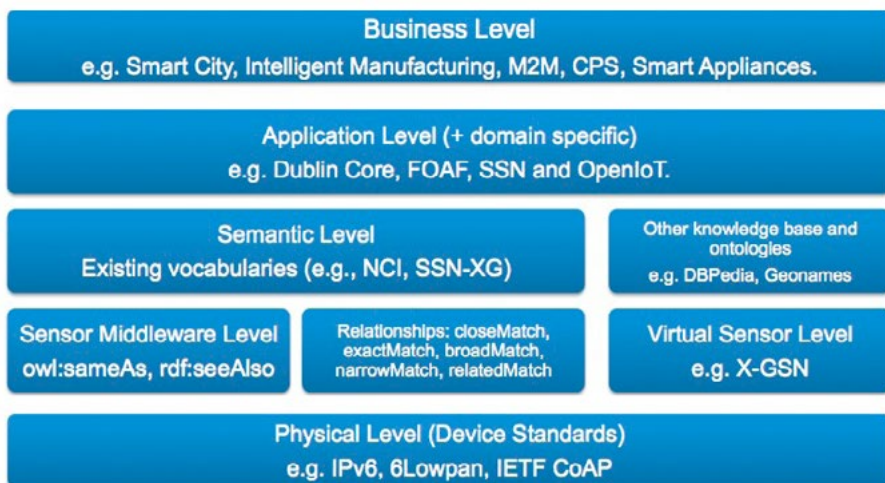 Business Level
e.g. Smart City, Intelligent Manufacturing, M2M, CPS, Smart Appliances.
Application Level (+ domain specific)
e.g. Dublin Core, FOAF, SSN and OpenIoT.
Semantic Level
Existing vocabularies (e.g., NCI, SSN-XG)
Other knowledge base and
ontologies
e.g. DBPedia, Geonames
Sensor Middleware Level
owl:sameAs, rdf:seeAlso
Relationships: closeMatch,
exactMatch, broadMatch,
narrowMatch, relatedMatch
Virtual Sensor Level
e.g. X-GSN
Physical Level (Device Standards)
e.g. IPv6, 6Lowpan, IETF CoAP